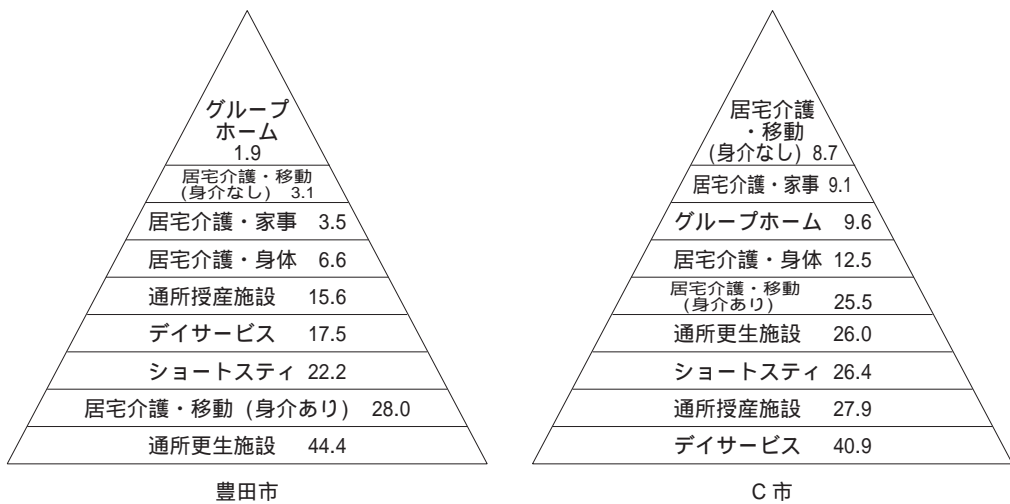 グループ
ホーム
1.9
居宅介護・移動
(身介なし) 3.1
居宅介護・家事 3.5
居宅介護・身体 6.6
通所授産施設 15.6
デイサービス 17.5
ショートスティ 22.2
居宅介護・移動 (身介あり) 28.0
通所更生施設 44.4
豊田市
居宅介護
・移動
(身介なし) 8.7
居宅介護・家事 9.1
グループホーム 9.6
居宅介護・身体 12.5
居宅介護・移動
(身介あり) 25.5
通所更生施設 26.0
ショートスティ 26.4
通所授産施設 27.9
デイサービス 40.9
C市